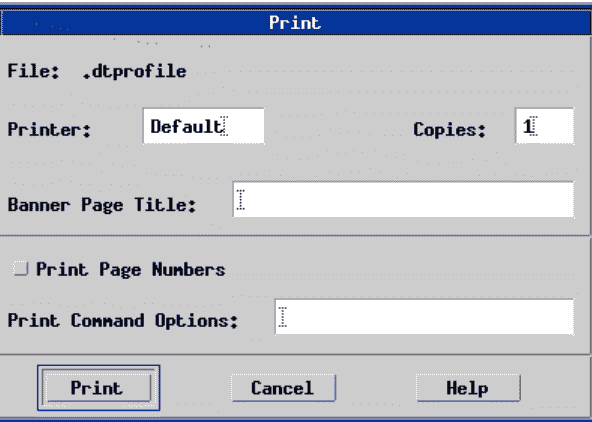 Print
File: .dtprofile
Printer: Default Copies: 1
Banner Page Title:
Print Page Numbers
Print Command Options:
Print Cancel Help